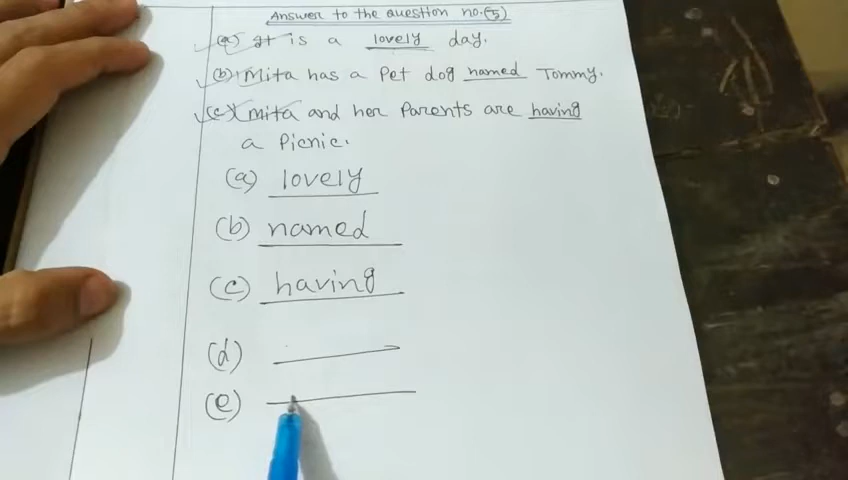 Answer to the question no.(5)
(a) It is a lovely day.
(b) Mita has a Pet dog named Tommy.
(c) Mita and her Parents are having
a Picnic.
(a) lovely
(b) named
(c) having
(d)
(e)